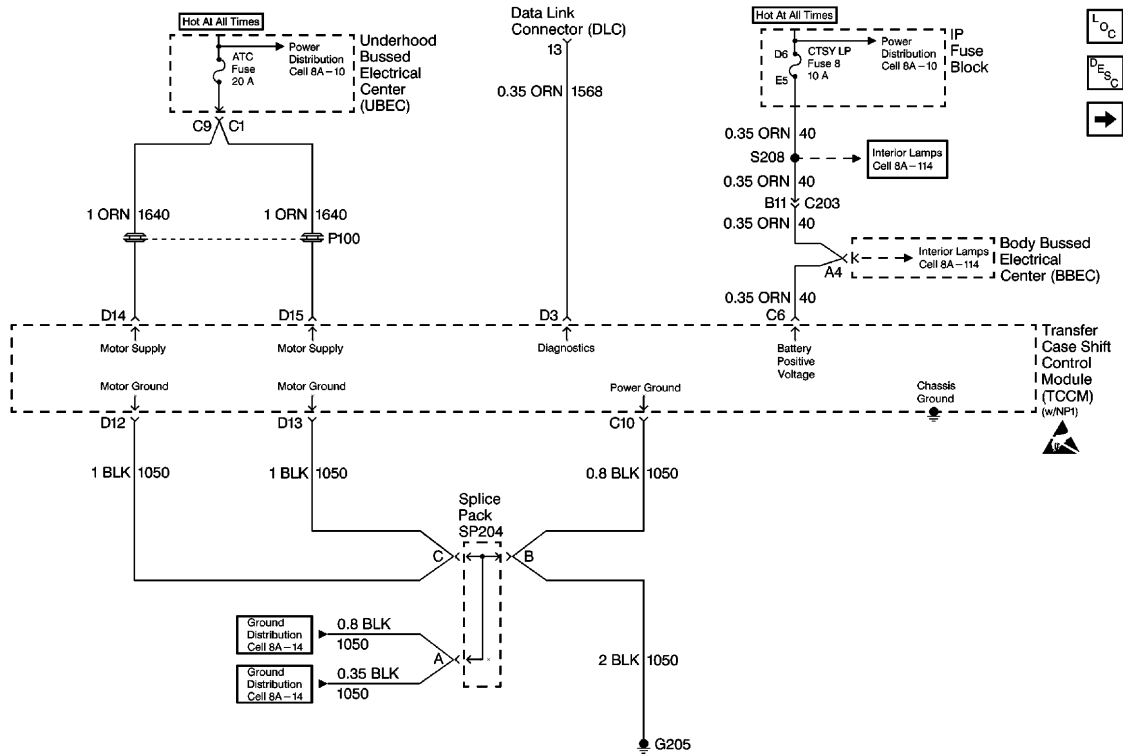 Hot At All Times
Underhood
Bussed
Electrical
Center
(UBEC)
ATC
Fuse
20 A
Power
Distribution
Cell 8A-10
C9 C1
1 ORN 1640
1 ORN 1640
P100
Data Link
Connector (DLC)
13
0.35 ORN 1568
Hot At All Times
IP
Fuse
Block
D6
CTSY LP
Fuse 8
10 A
E5
Power
Distribution
Cell 8A-10
0.35 ORN 40
S208
Interior Lamps
Cell 8A-114
0.35 ORN 40
B11 C203
0.35 ORN 40
A4
Interior Lamps
Cell 8A-114
Body Bussed
Electrical
Center (BBEC)
0.35 ORN 40
L O C
D E S C
D14
D15
D3
C6
Motor Supply
Motor Supply
Diagnostics
Battery
Positive
Voltage
Transfer
Case Shift
Control
Module
(TCCM)
(w/NP1)
Motor Ground
Motor Ground
Power Ground
Chassis
Ground
D12
D13
C10
1 BLK 1050
1 BLK 1050
0.8 BLK 1050
Splice
Pack
SP204
C
B
A
Ground
Distribution
Cell 8A-14
0.8 BLK
1050
Ground
Distribution
Cell 8A-14
0.35 BLK
1050
2 BLK 1050
G205